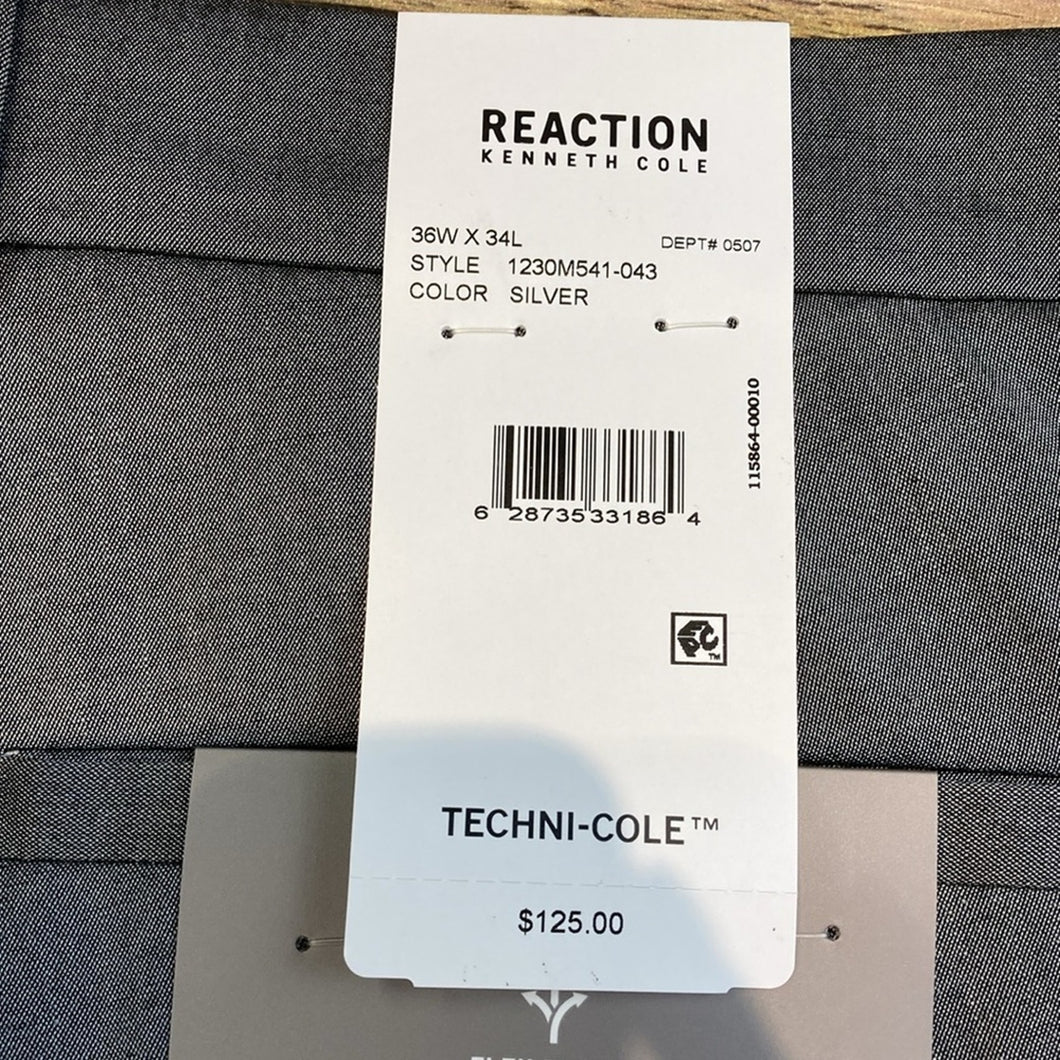 REACTION
KENNETH COLE
36W X 34L DEPT# 0507
STYLE 1230M541-043
COLOR SILVER
115864-00010
6 28735 33186 4
TECHNI-COLE™
$125.00